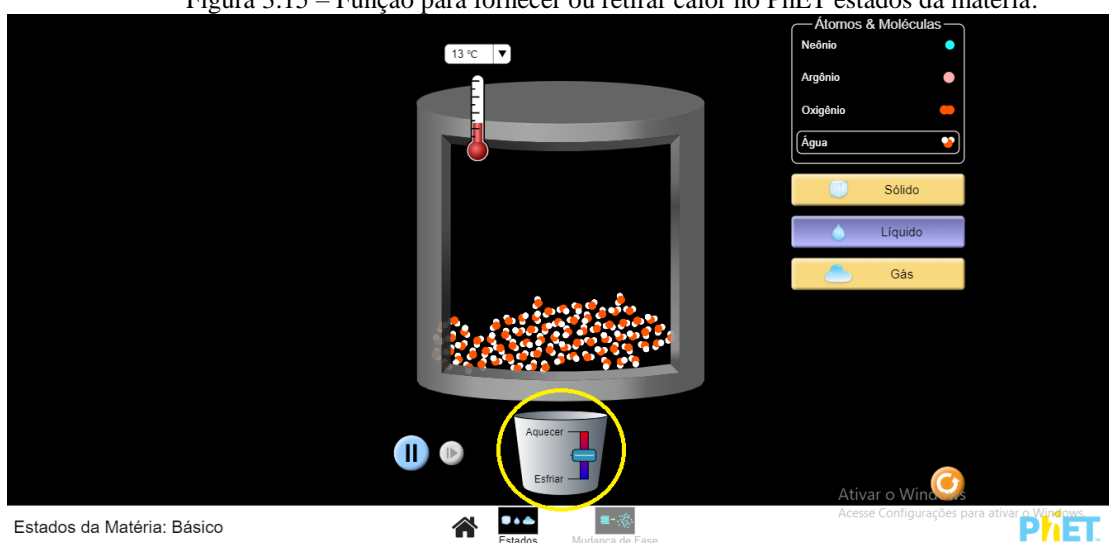 Figura 3.15 – Função para fornecer ou retirar calor no PhET estados da matéria.
Átomos & Moléculas
13 °C
Neônio
Argônio
Oxigênio
Água
Sólido
Líquido
Gás
Aquecer
Esfriar
Ativar o Windows
Acesse Configurações para ativar o Windows.
Estados da Matéria: Básico
Estados
Mudança de Fase
PhET